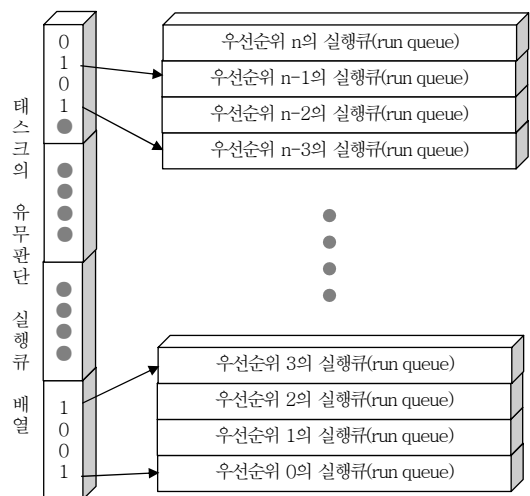 태스크의 유무판단 실행큐 배열
0
1
0
1
1
0
0
1
우선순위 n의 실행큐(run queue)
우선순위 n-1의 실행큐(run queue)
우선순위 n-2의 실행큐(run queue)
우선순위 n-3의 실행큐(run queue)
우선순위 3의 실행큐(run queue)
우선순위 2의 실행큐(run queue)
우선순위 1의 실행큐(run queue)
우선순위 0의 실행큐(run queue)